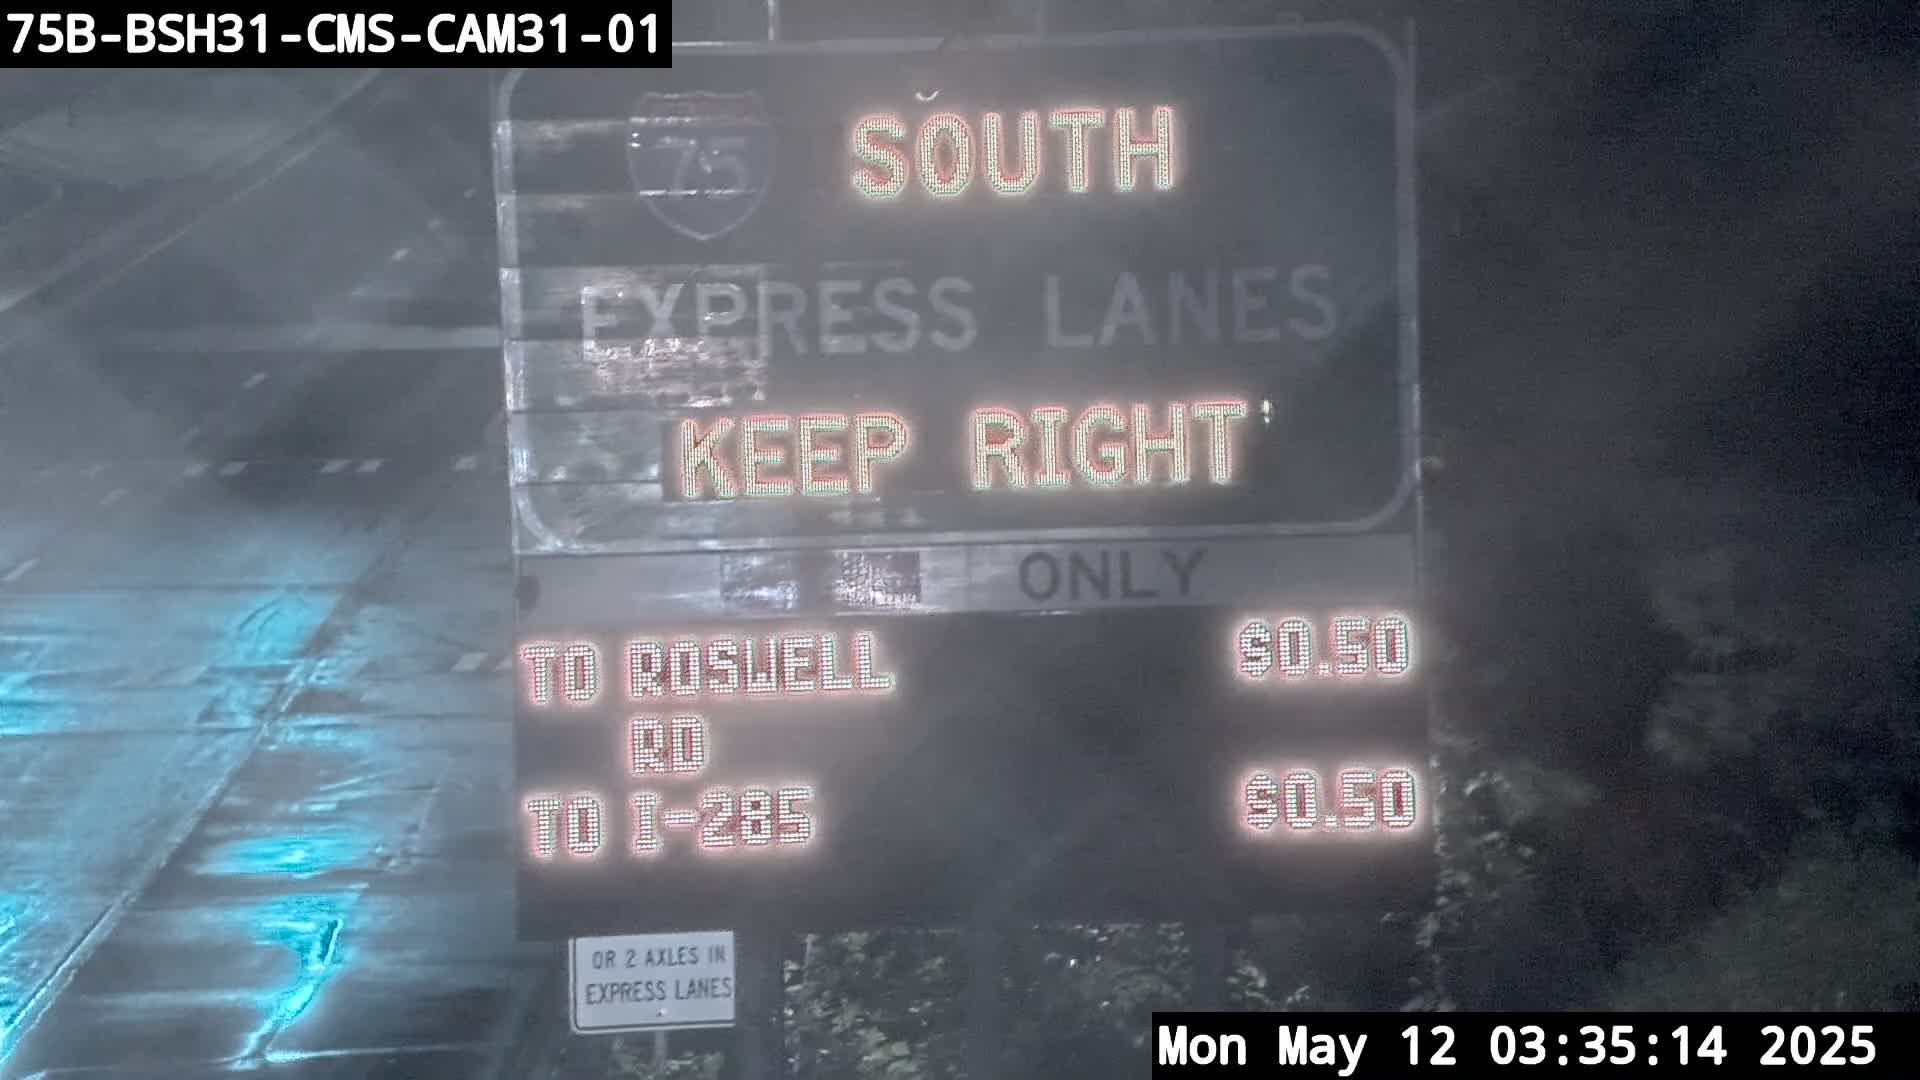 75B-BSH31-CMS-CAM31-01
75 SOUTH
EXPRESS LANES
KEEP RIGHT
ONLY
TO ROSWELL $0.50
RD
TO I-285 $0.50
OR 2 AXLES IN
EXPRESS LANES
Mon May 12 03:35:14 2025